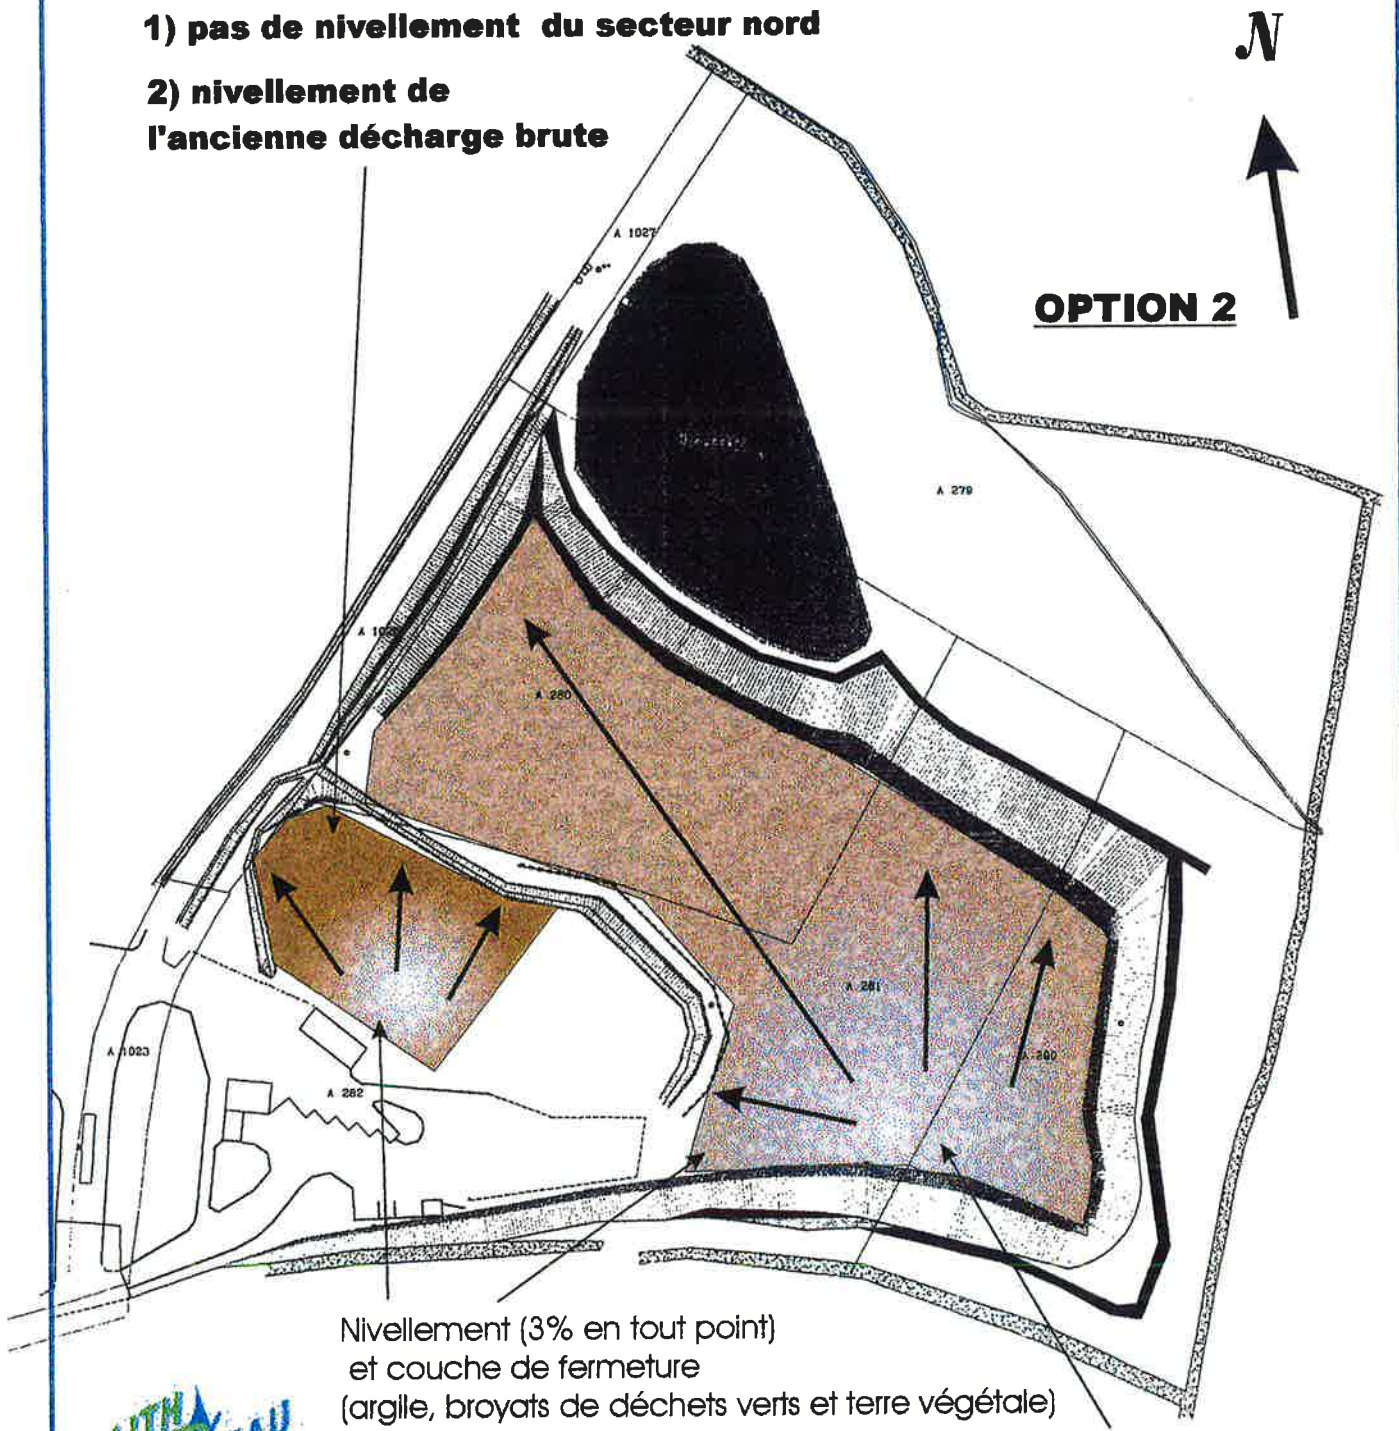 1) pas de nivellement du secteur nord
2) nivellement de
l'ancienne décharge brute
N
OPTION 2
A 1027
A 279
A 280
A 281
A 280
A 1023
A 282
Nivellement (3% en tout point)
et couche de fermeture
(argile, broyats de déchets verts et terre végétale)